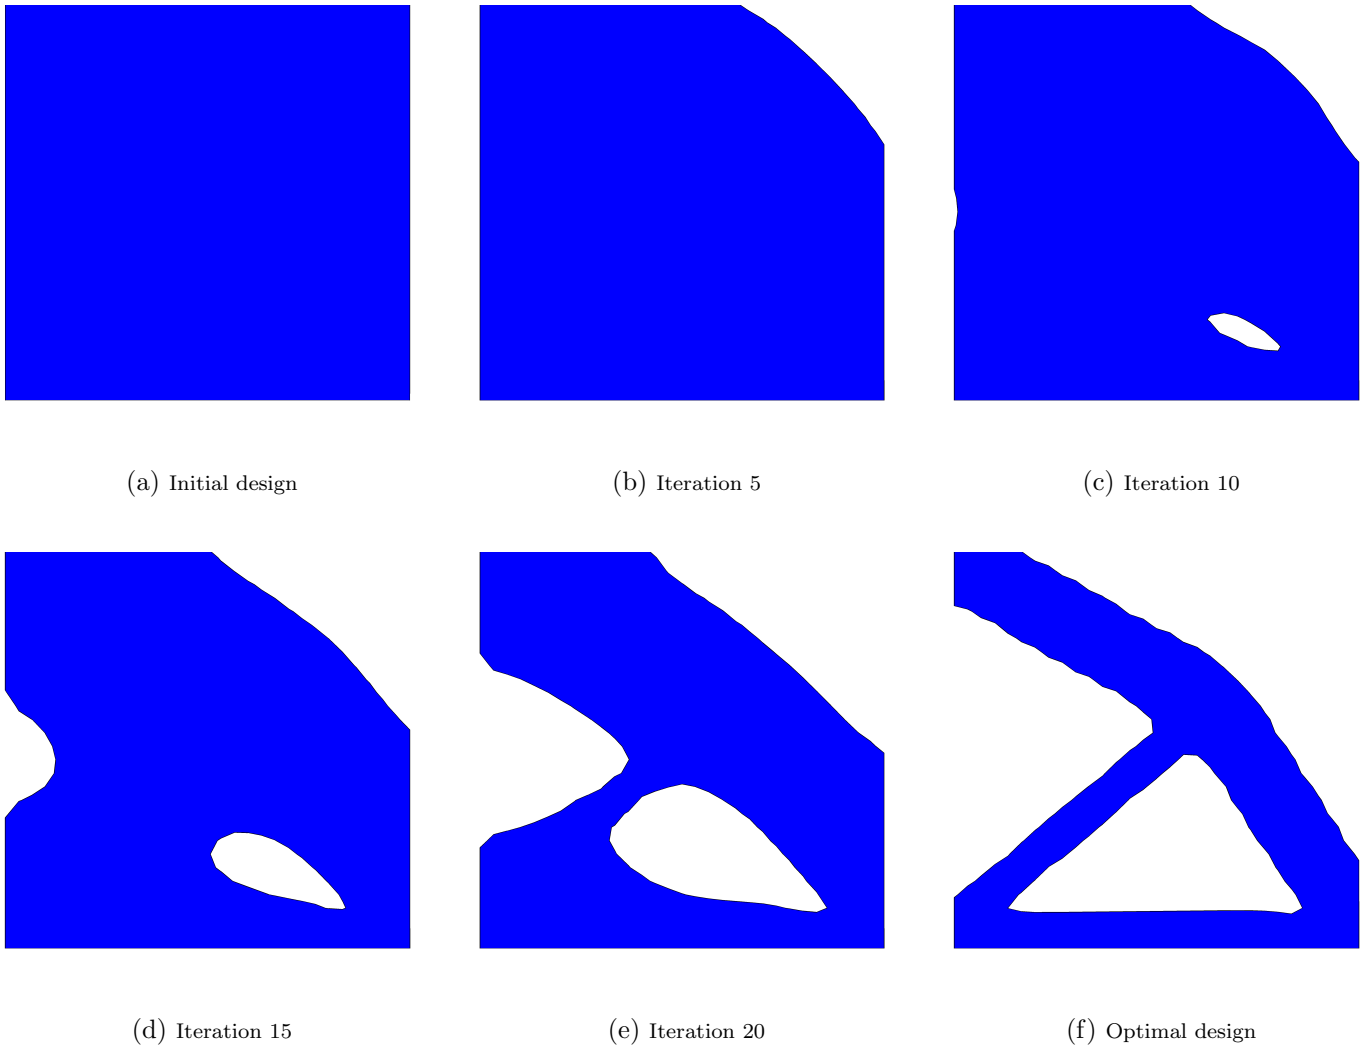 (a) Initial design
(b) Iteration 5
(c) Iteration 10
(d) Iteration 15
(e) Iteration 20
(f) Optimal design